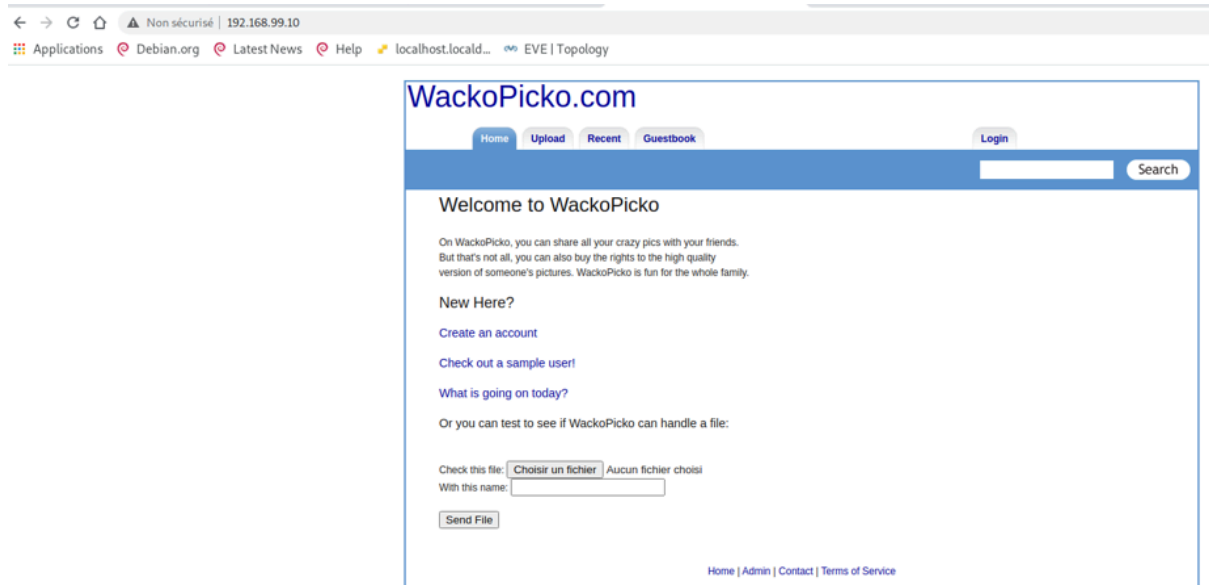 Non sécurisé | 192.168.99.10
Applications Debian.org Latest News Help localhost.locald... EVE | Topology
WackoPicko.com
Home Upload Recent Guestbook Login
Search
Welcome to WackoPicko
On WackoPicko, you can share all your crazy pics with your friends.
But that's not all, you can also buy the rights to the high quality
version of someone's pictures. WackoPicko is fun for the whole family.
New Here?
Create an account
Check out a sample user!
What is going on today?
Or you can test to see if WackoPicko can handle a file:
Check this file: Choisir un fichier Aucun fichier choisi
With this name:
Send File
Home | Admin | Contact | Terms of Service